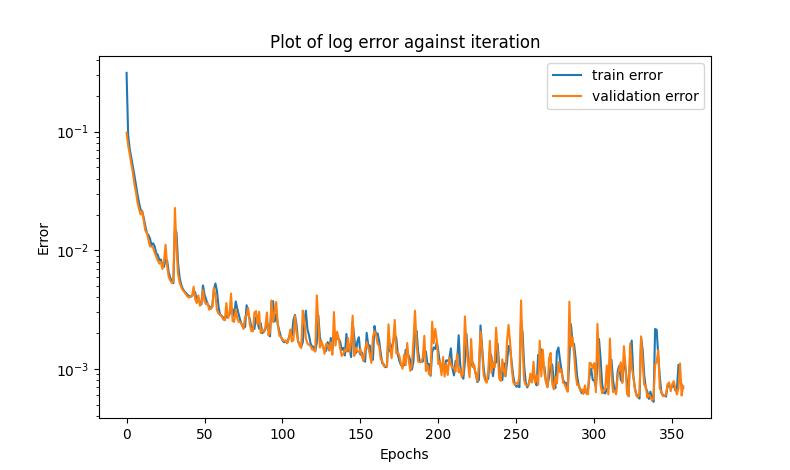 Plot of log error against iteration
train error
validation error
Error
10⁻¹
10⁻²
10⁻³
0 50 100 150 200 250 300 350
Epochs